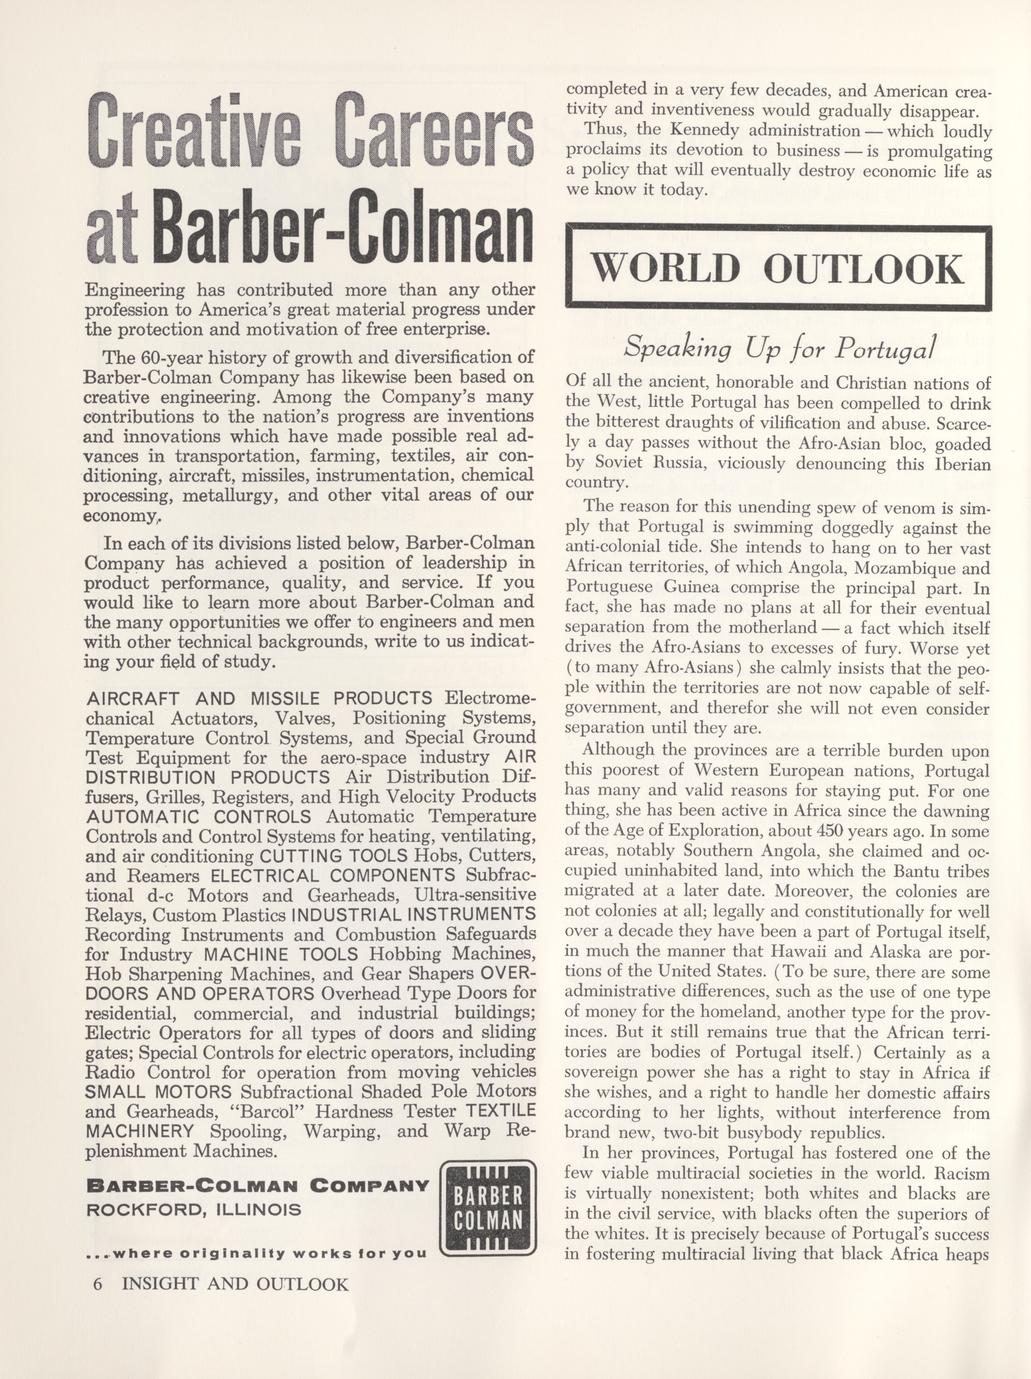 Creative Careers
at Barber-Colman
Engineering has contributed more than any other
profession to America's great material progress under
the protection and motivation of free enterprise.
The 60-year history of growth and diversification of
Barber-Colman Company has likewise been based on
creative engineering. Among the Company's many
contributions to the nation's progress are inventions
and innovations which have made possible real ad-
vances in transportation, farming, textiles, air con-
ditioning, aircraft, missiles, instrumentation, chemical
processing, metallurgy, and other vital areas of our
economy.
In each of its divisions listed below, Barber-Colman
Company has achieved a position of leadership in
product performance, quality, and service. If you
would like to learn more about Barber-Colman and
the many opportunities we offer to engineers and men
with other technical backgrounds, write to us indicat-
ing your field of study.
AIRCRAFT AND MISSILE PRODUCTS Electrome-
chanical Actuators, Valves, Positioning Systems,
Temperature Control Systems, and Special Ground
Test Equipment for the aero-space industry AIR
DISTRIBUTION PRODUCTS Air Distribution Dif-
fusers, Grilles, Registers, and High Velocity Products
AUTOMATIC CONTROLS Automatic Temperature
Controls and Control Systems for heating, ventilating,
and air conditioning CUTTING TOOLS Hobs, Cutters,
and Reamers ELECTRICAL COMPONENTS Subfrac-
tional d-c Motors and Gearheads, Ultra-sensitive
Relays, Custom Plastics INDUSTRIAL INSTRUMENTS
Recording Instruments and Combustion Safeguards
for Industry MACHINE TOOLS Hobbing Machines,
Hob Sharpening Machines, and Gear Shapers OVER-
DOORS AND OPERATORS Overhead Type Doors for
residential, commercial, and industrial buildings;
Electric Operators for all types of doors and sliding
gates; Special Controls for electric operators, including
Radio Control for operation from moving vehicles
SMALL MOTORS Subfractional Shaded Pole Motors
and Gearheads, "Barcol" Hardness Tester TEXTILE
MACHINERY Spooling, Warping, and Warp Re-
plenishment Machines.
BARBER-COLMAN COMPANY
ROCKFORD, ILLINOIS
...where originality works for you
BARBER
COLMAN
6 INSIGHT AND OUTLOOK
completed in a very few decades, and American crea-
tivity and inventiveness would gradually disappear.
Thus, the Kennedy administration — which loudly
proclaims its devotion to business — is promulgating
a policy that will eventually destroy economic life as
we know it today.
WORLD OUTLOOK
Speaking Up for Portugal
Of all the ancient, honorable and Christian nations of
the West, little Portugal has been compelled to drink
the bitterest draughts of vilification and abuse. Scarce-
ly a day passes without the Afro-Asian bloc, goaded
by Soviet Russia, viciously denouncing this Iberian
country.
The reason for this unending spew of venom is sim-
ply that Portugal is swimming doggedly against the
anti-colonial tide. She intends to hang on to her vast
African territories, of which Angola, Mozambique and
Portuguese Guinea comprise the principal part. In
fact, she has made no plans at all for their eventual
separation from the motherland — a fact which itself
drives the Afro-Asians to excesses of fury. Worse yet
(to many Afro-Asians) she calmly insists that the peo-
ple within the territories are not now capable of self-
government, and therefor she will not even consider
separation until they are.
Although the provinces are a terrible burden upon
this poorest of Western European nations, Portugal
has many and valid reasons for staying put. For one
thing, she has been active in Africa since the dawning
of the Age of Exploration, about 450 years ago. In some
areas, notably Southern Angola, she claimed and oc-
cupied uninhabited land, into which the Bantu tribes
migrated at a later date. Moreover, the colonies are
not colonies at all; legally and constitutionally for well
over a decade they have been a part of Portugal itself,
in much the manner that Hawaii and Alaska are por-
tions of the United States. (To be sure, there are some
administrative differences, such as the use of one type
of money for the homeland, another type for the prov-
inces. But it still remains true that the African terri-
tories are bodies of Portugal itself.) Certainly as a
sovereign power she has a right to stay in Africa if
she wishes, and a right to handle her domestic affairs
according to her lights, without interference from
brand new, two-bit busybody republics.
In her provinces, Portugal has fostered one of the
few viable multiracial societies in the world. Racism
is virtually nonexistent; both whites and blacks are
in the civil service, with blacks often the superiors of
the whites. It is precisely because of Portugal's success
in fostering multiracial living that black Africa heaps